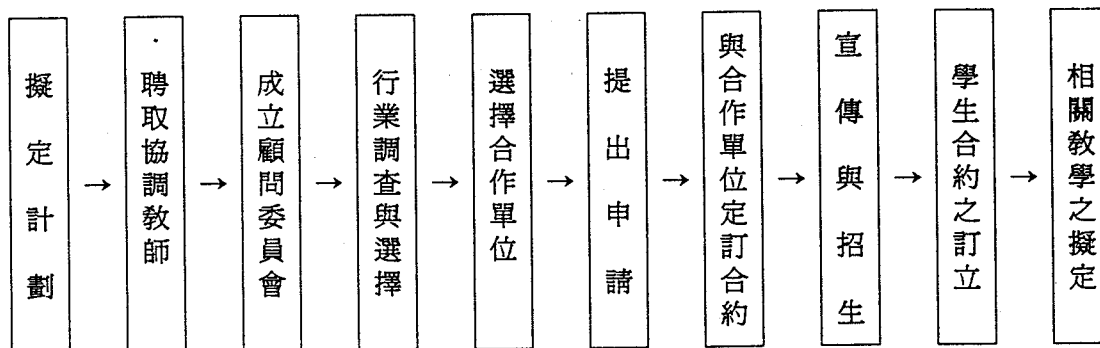 擬定計劃
聘取協調教師
成立顧問委員會
行業調查與選擇
選擇合作單位
提出申請
與合作單位定訂合約
宣傳與招生
學生合約之訂立
相關教學之擬定